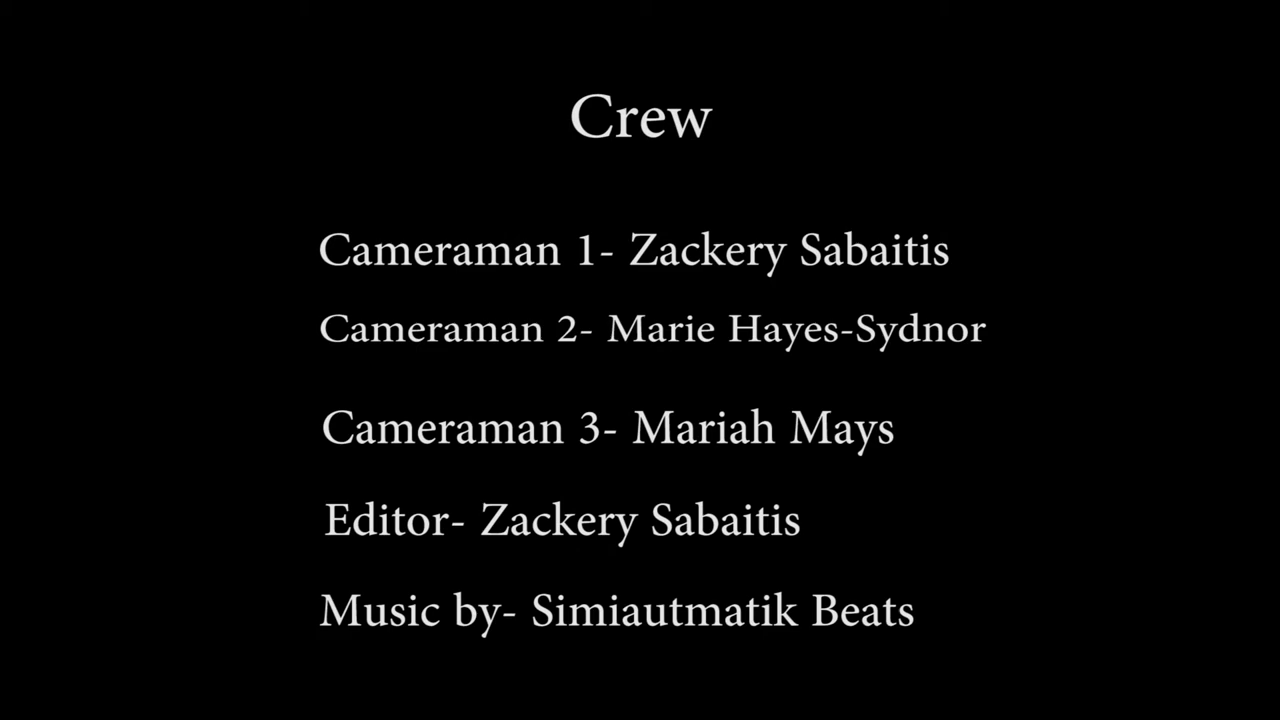 Crew
Cameraman 1- Zackery Sabaitis
Cameraman 2- Marie Hayes-Sydnor
Cameraman 3- Mariah Mays
Editor- Zackery Sabaitis
Music by- Simiautmatik Beats